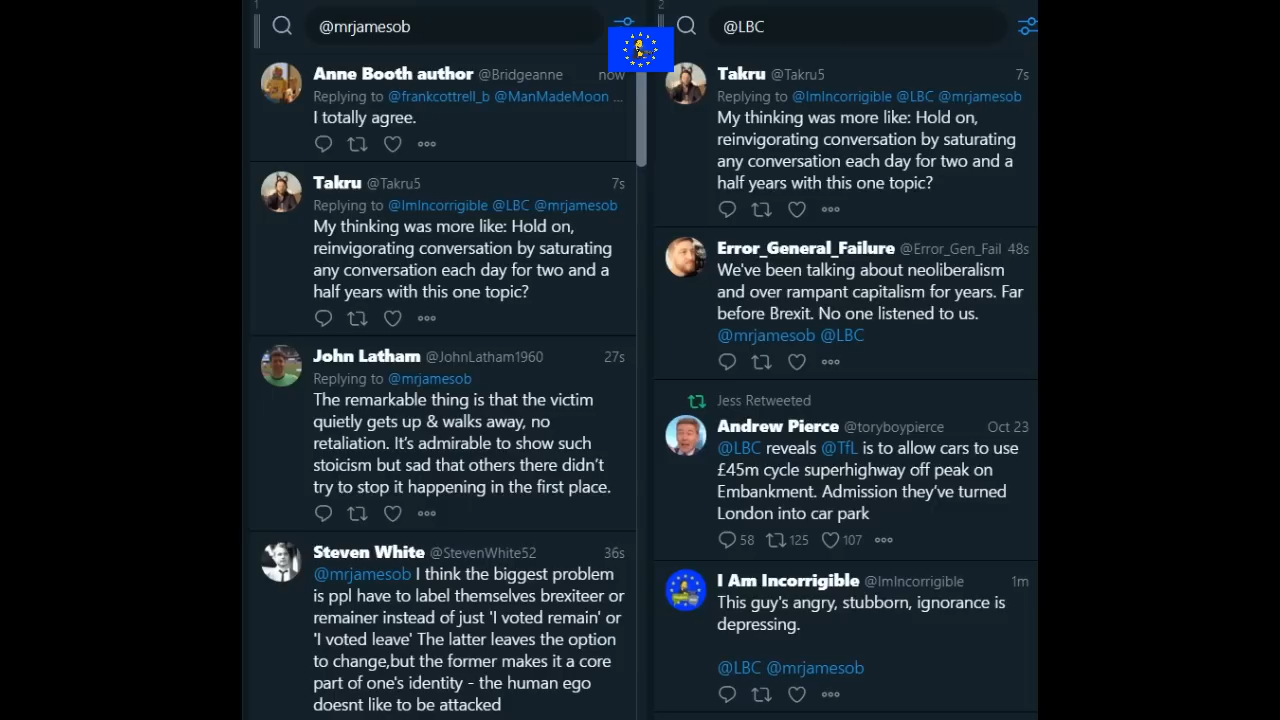 1
@mrjamesob
Anne Booth author @Bridgeanne now
Replying to @frankcottrell_b @ManMadeMoon ...
I totally agree.
Takru @Takru5 7s
Replying to @ImIncorrigible @LBC @mrjamesob
My thinking was more like: Hold on,
reinvigorating conversation by saturating
any conversation each day for two and a
half years with this one topic?
John Latham @JohnLatham1960 27s
Replying to @mrjamesob
The remarkable thing is that the victim
quietly gets up & walks away, no
retaliation. It's admirable to show such
stoicism but sad that others there didn't
try to stop it happening in the first place.
Steven White @StevenWhite52 36s
@mrjamesob I think the biggest problem
is ppl have to label themselves brexiteer or
remainer instead of just 'I voted remain' or
'I voted leave' The latter leaves the option
to change,but the former makes it a core
part of one's identity - the human ego
doesnt like to be attacked
2
@LBC
Takru @Takru5 7s
Replying to @ImIncorrigible @LBC @mrjamesob
My thinking was more like: Hold on,
reinvigorating conversation by saturating
any conversation each day for two and a
half years with this one topic?
Error_General_Failure @Error_Gen_Fail 48s
We've been talking about neoliberalism
and over rampant capitalism for years. Far
before Brexit. No one listened to us.
@mrjamesob @LBC
Jess Retweeted
Andrew Pierce @toryboypierce Oct 23
@LBC reveals @TfL is to allow cars to use
£45m cycle superhighway off peak on
Embankment. Admission they've turned
London into car park
58 125 107
I Am Incorrigible @ImIncorrigible 1m
This guy's angry, stubborn, ignorance is
depressing.
@LBC @mrjamesob